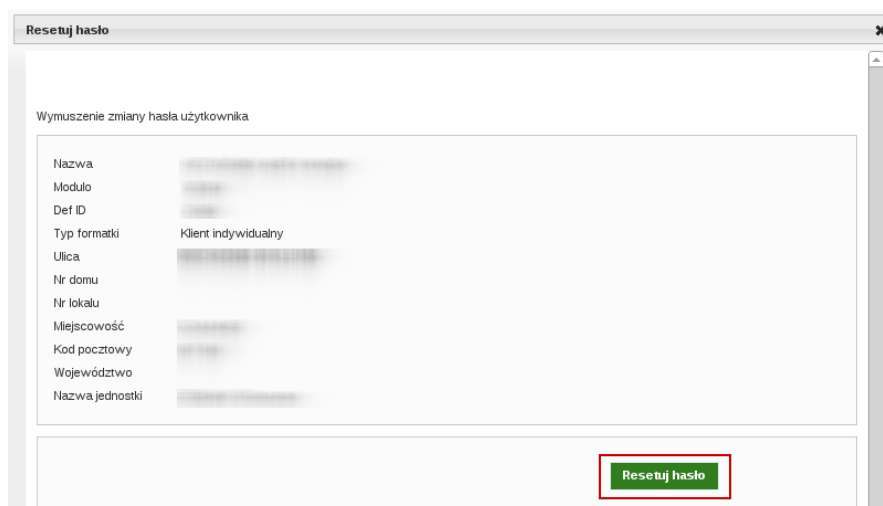 Resetuj hasło
Wymuszenie zmiany hasła użytkownika
Nazwa
Modulo
Def ID
Typ formatki Klient indywidualny
Ulica
Nr domu
Nr lokalu
Miejscowość
Kod pocztowy
Województwo
Nazwa jednostki
Resetuj hasło